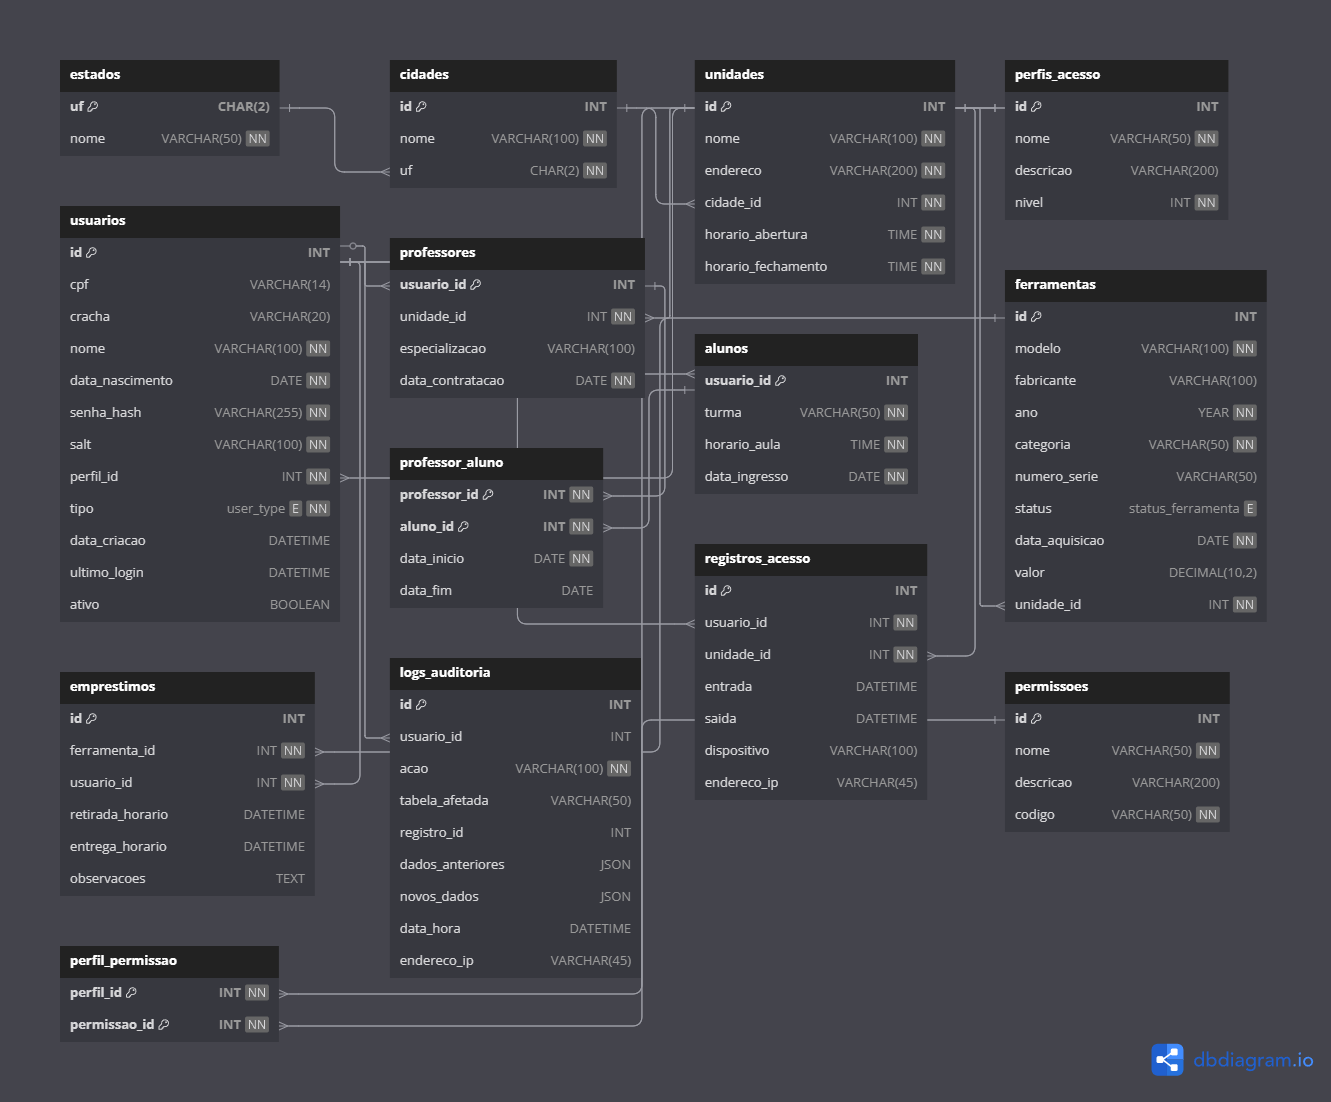 estados
uf CHAR(2)
nome VARCHAR(50) NN
cidades
id INT
nome VARCHAR(100) NN
uf CHAR(2) NN
unidades
id INT
nome VARCHAR(100) NN
endereco VARCHAR(200) NN
cidade_id INT NN
horario_abertura TIME NN
horario_fechamento TIME NN
perfis_acesso
id INT
nome VARCHAR(50) NN
descricao VARCHAR(200)
nivel INT NN
usuarios
id INT
cpf VARCHAR(14)
cracha VARCHAR(20)
nome VARCHAR(100) NN
data_nascimento DATE NN
senha_hash VARCHAR(255) NN
salt VARCHAR(100) NN
perfil_id INT NN
tipo user_type E NN
data_criacao DATETIME
ultimo_login DATETIME
ativo BOOLEAN
professores
usuario_id INT
unidade_id INT NN
especializacao VARCHAR(100)
data_contratacao DATE NN
alunos
usuario_id INT
turma VARCHAR(50) NN
horario_aula TIME NN
data_ingresso DATE NN
ferramentas
id INT
modelo VARCHAR(100) NN
fabricante VARCHAR(100)
ano YEAR NN
categoria VARCHAR(50) NN
numero_serie VARCHAR(50)
status status_ferramenta E
data_aquisicao DATE NN
valor DECIMAL(10,2)
unidade_id INT NN
professor_aluno
professor_id INT NN
aluno_id INT NN
data_inicio DATE NN
data_fim DATE
registros_acesso
id INT
usuario_id INT NN
unidade_id INT NN
entrada DATETIME
saida DATETIME
dispositivo VARCHAR(100)
endereco_ip VARCHAR(45)
emprestimos
id INT
ferramenta_id INT NN
usuario_id INT NN
retirada_horario DATETIME
entrega_horario DATETIME
observacoes TEXT
logs_auditoria
id INT
usuario_id INT
acao VARCHAR(100) NN
tabela_afetada VARCHAR(50)
registro_id INT
dados_anteriores JSON
novos_dados JSON
data_hora DATETIME
endereco_ip VARCHAR(45)
permissoes
id INT
nome VARCHAR(50) NN
descricao VARCHAR(200)
codigo VARCHAR(50) NN
perfil_permissao
perfil_id INT NN
permissao_id INT NN
dbdiagram.io